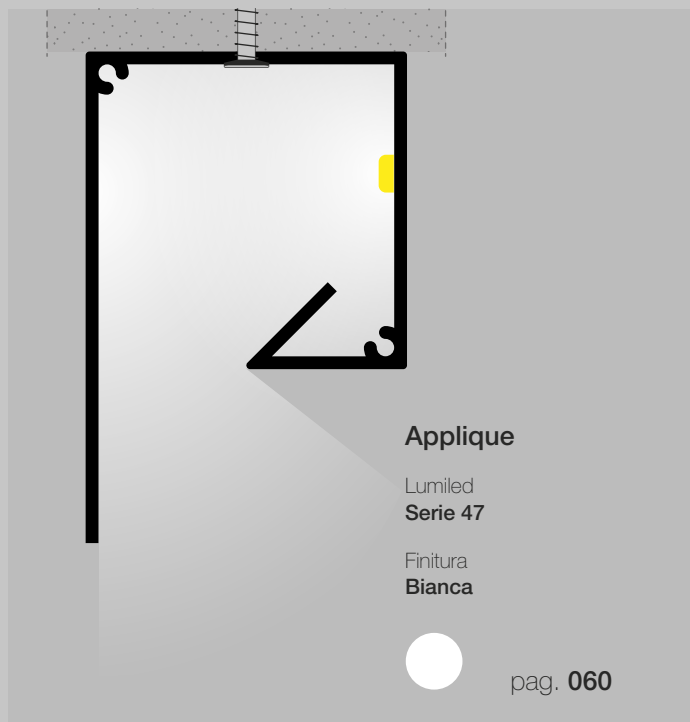 Applique
Lumiled
Serie 47
Finitura
Bianca
pag. 060